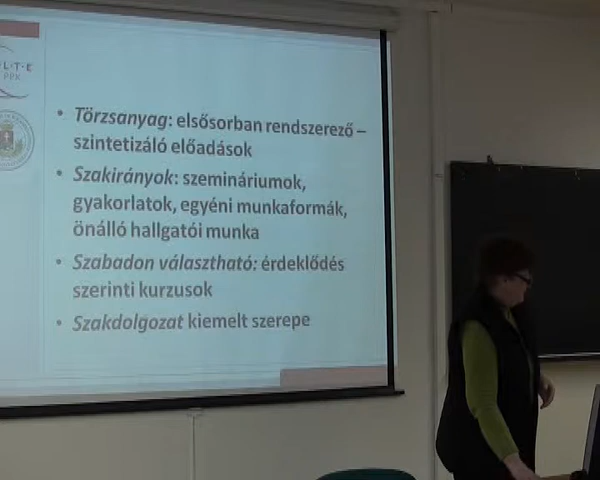 L·T·E
PPK
• Törzsanyag: elsősorban rendszerező –
szintetizáló előadások
• Szakirányok: szemináriumok,
gyakorlatok, egyéni munkaformák,
önálló hallgatói munka
• Szabadon választható: érdeklődés
szerinti kurzusok
• Szakdolgozat kiemelt szerepe